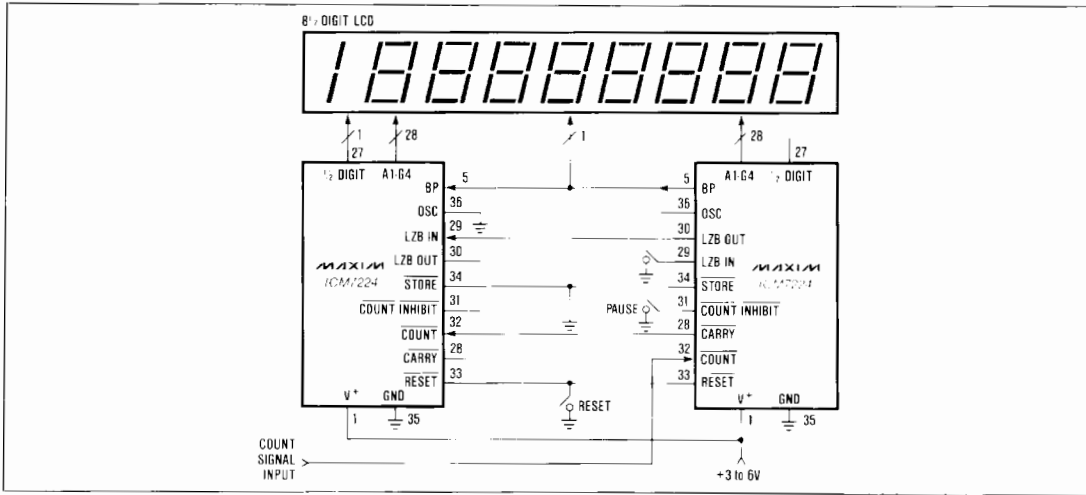 8 1/2 DIGIT LCD
1
28
1
28
27
27
1/2 DIGIT
A1-G4
BP
5
OSC
36
LZB IN
29
LZB OUT
30
STORE
34
COUNT INHIBIT
31
COUNT
32
CARRY
28
RESET
33
V+
GND
1
35
MAXIM
ICM7224
PAUSE
RESET
A1-G4
1/2 DIGIT
5
BP
36
OSC
30
LZB OUT
29
LZB IN
34
STORE
31
COUNT INHIBIT
28
CARRY
32
COUNT
33
RESET
V+
GND
1
35
MAXIM
ICM7224
COUNT
SIGNAL
INPUT
+3 to 6V